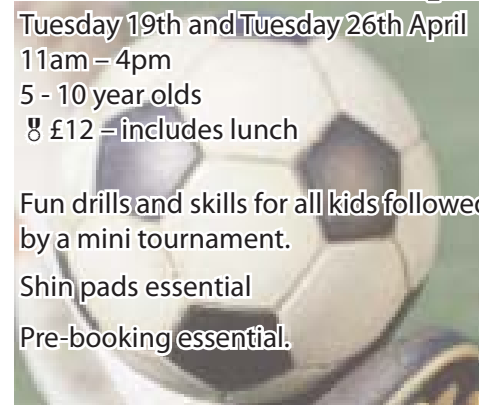 Tuesday 19th and Tuesday 26th April
11am – 4pm
5 - 10 year olds
£12 – includes lunch
Fun drills and skills for all kids followed
by a mini tournament.
Shin pads essential
Pre-booking essential.